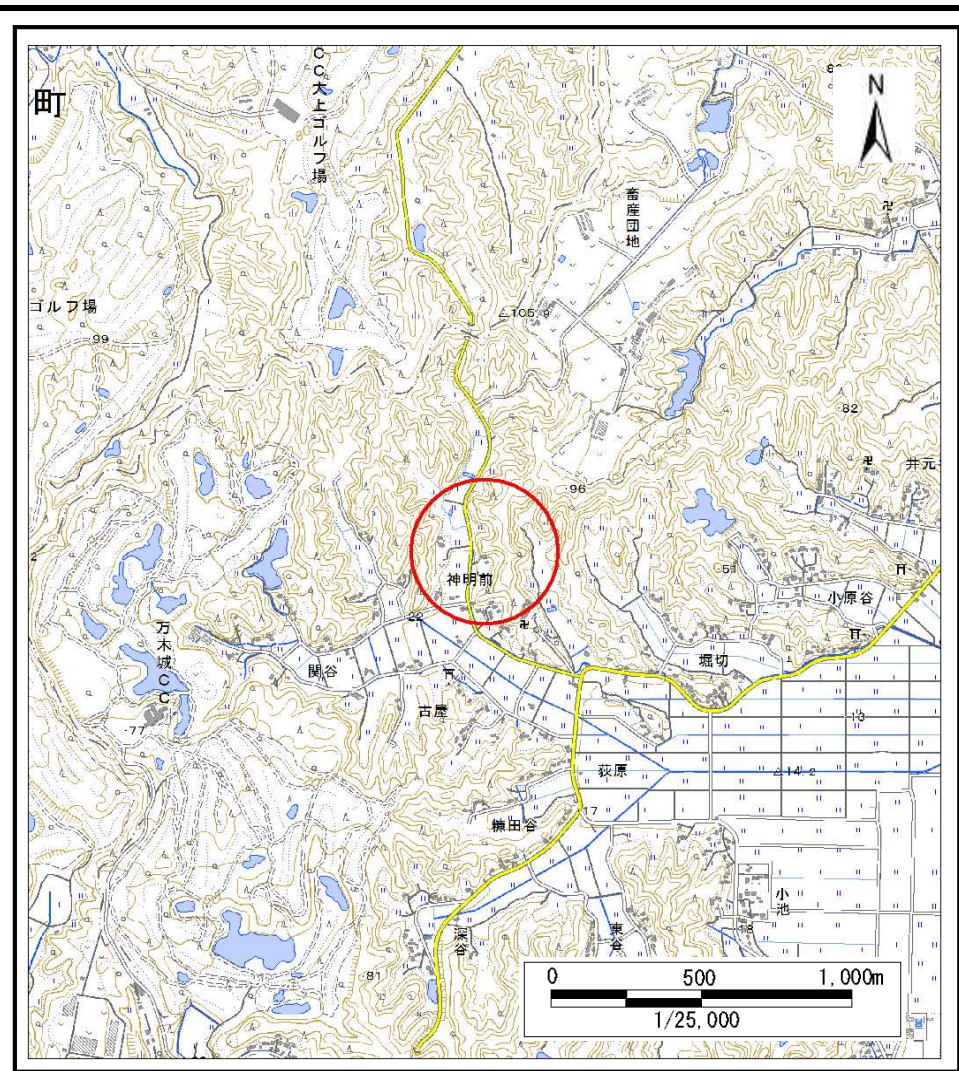 町
CC大上ゴルフ場
80
N
畜産団地
ゴルフ場
99
105.9
82
井元
96
神明前
51
小原谷
22
万木城CC
関谷
堀切
古屋
77
13
荻原
14.2
17
糠田谷
小池
深谷
東谷
18
81
0 500 1,000m
1/25,000